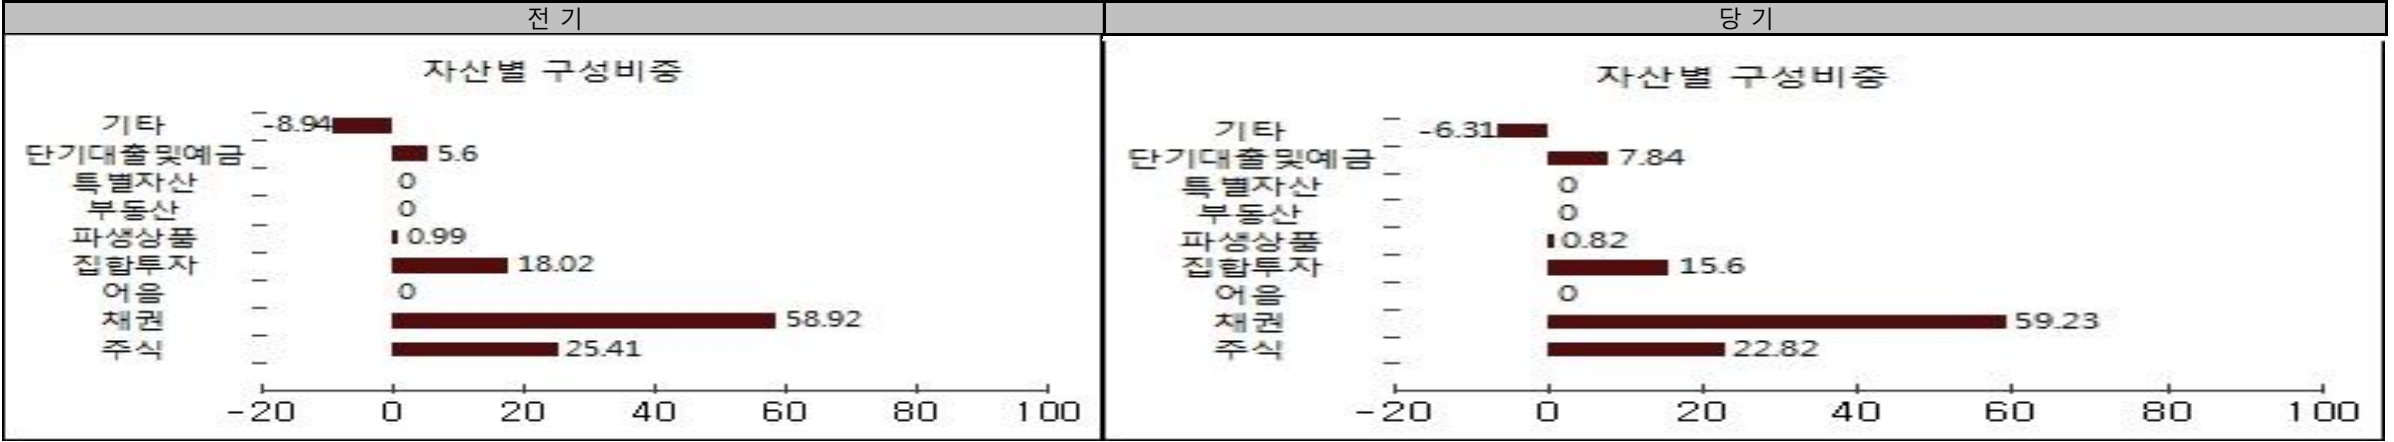 전 기
자산별 구성비중
기타 -8.94
단기대출및예금 5.6
특별자산 0
부동산 0
파생상품 0.99
집합투자 18.02
어음 0
채권 58.92
주식 25.41
-20 0 20 40 60 80 100
당 기
자산별 구성비중
기타 -6.31
단기대출및예금 7.84
특별자산 0
부동산 0
파생상품 0.82
집합투자 15.6
어음 0
채권 59.23
주식 22.82
-20 0 20 40 60 80 100